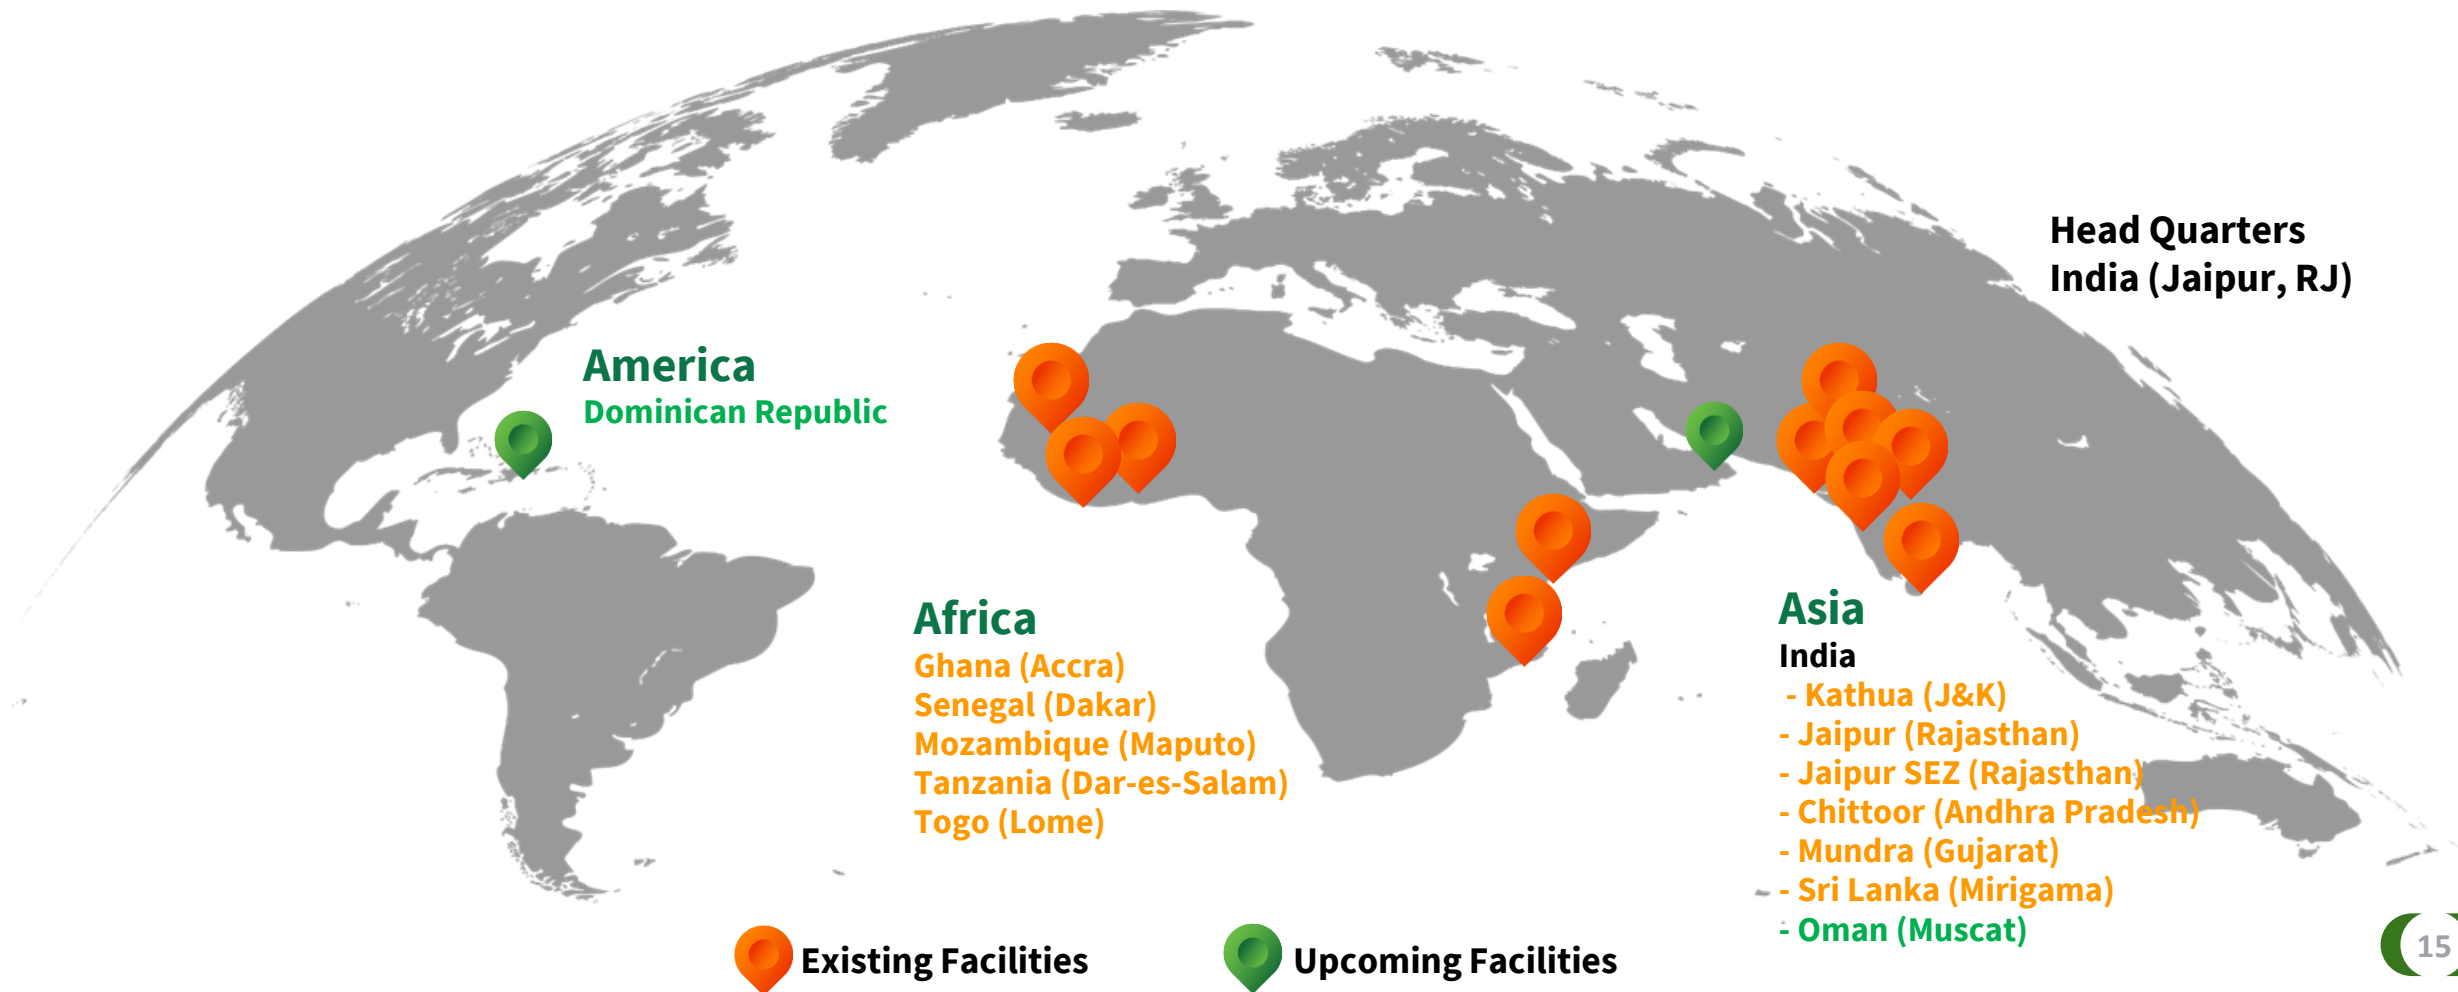 Head Quarters
India (Jaipur, RJ)
America
Dominican Republic
Africa
Ghana (Accra)
Senegal (Dakar)
Mozambique (Maputo)
Tanzania (Dar-es-Salam)
Togo (Lome)
Asia
India
- Kathua (J&K)
- Jaipur (Rajasthan)
- Jaipur SEZ (Rajasthan)
- Chittoor (Andhra Pradesh)
- Mundra (Gujarat)
- Sri Lanka (Mirigama)
- Oman (Muscat)
Existing Facilities
Upcoming Facilities
15